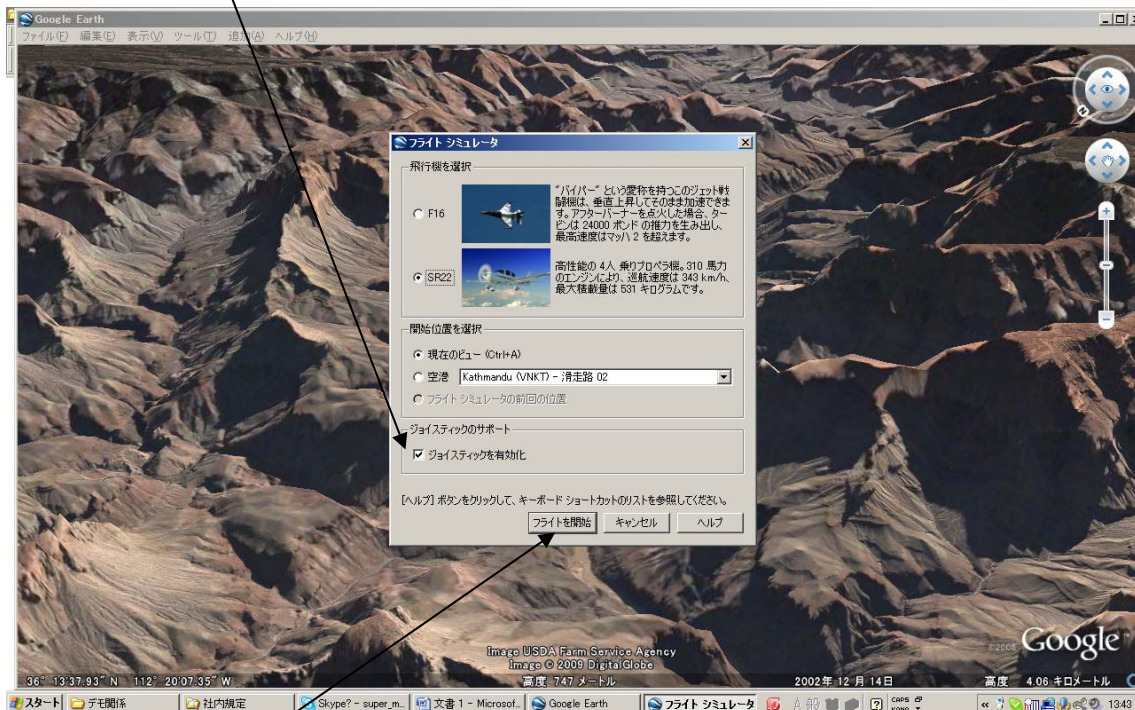 Google Earth
ファイル(F) 編集(E) 表示(V) ツール(T) 追加(A) ヘルプ(H)
フライト シミュレータ
飛行機を選択
F16
"バイパー" という愛称を持つこのジェット戦
闘機は、垂直上昇してそのまま加速できま
す。アフターバーナーを点火した場合、ター
ビンは 24000 ポンド の推力を生み出し、
最高速度はマッハ 2 を超えます。
SR22
高性能の 4人 乗りプロペラ機。310 馬力
のエンジンにより、巡航速度は 343 km/h、
最大積載量は 531 キログラムです。
開始位置を選択
現在のビュー (Ctrl+A)
空港 Kathmandu (VNKT) - 滑走路 02
フライト シミュレータの前回の位置
ジョイスティックのサポート
ジョイスティックを有効化
[ヘルプ] ボタンをクリックして、キーボード ショートカットのリストを参照してください。
フライトを開始 キャンセル ヘルプ
Image USDA Farm Service Agency
Image © 2009 DigitalGlobe
©2008 Google
36° 13'37.93" N 112° 20'07.35" W
高度 747 メートル
2002年 12 月 14日
高度 4.06 キロメートル
スタート デモ関係 社内規定 Skype? - super_m... 文書 1 - Microsof... Google Earth フライト シミュレータ A 般 CAPS KANA 13:43